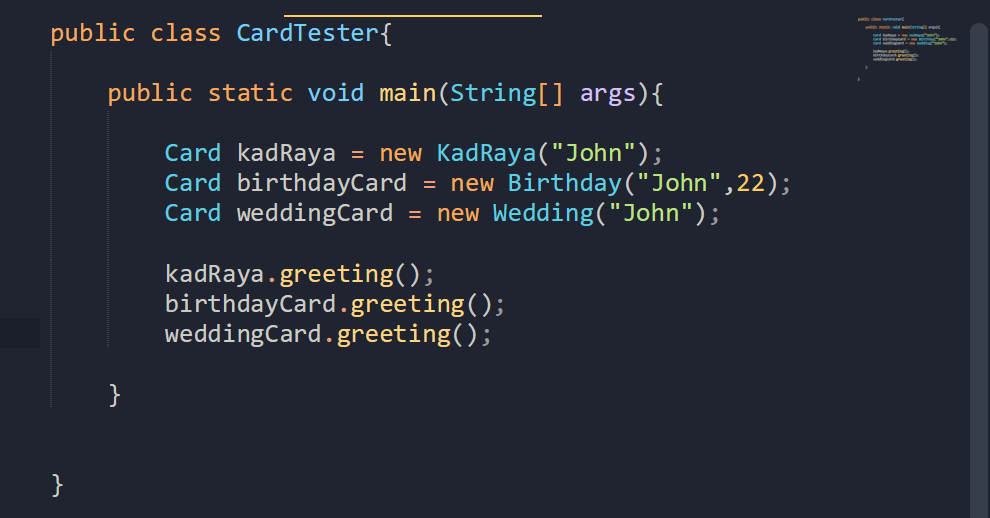 public class CardTester{
public static void main(String[] args){
Card kadRaya = new KadRaya("John");
Card birthdayCard = new Birthday("John",22);
Card weddingCard = new Wedding("John");
kadRaya.greeting();
birthdayCard.greeting();
weddingCard.greeting();
}
}